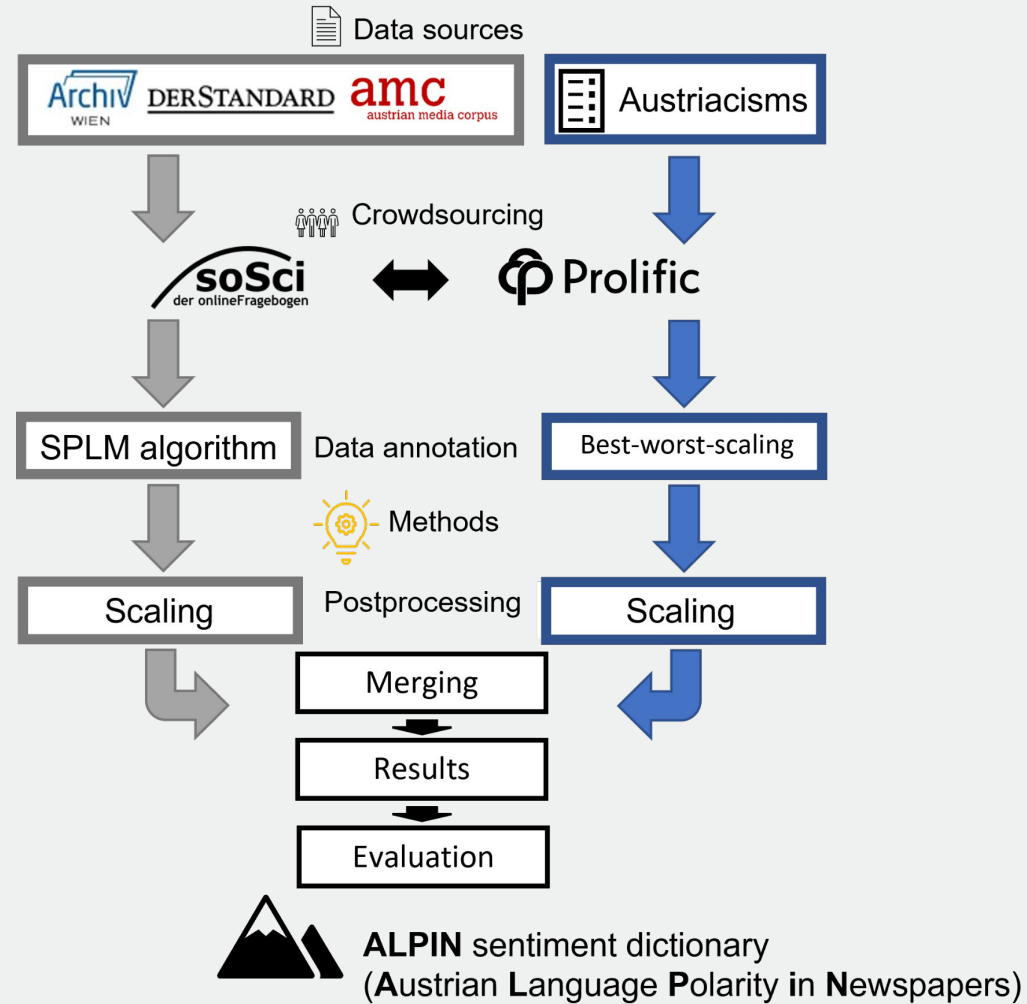 Data sources
Archiv
WIEN
DERSTANDARD
amc
austrian media corpus
Austriacisms
Crowdsourcing
soSci
der onlineFragebogen
Prolific
SPLM algorithm
Data annotation
Best-worst-scaling
Methods
Scaling
Postprocessing
Scaling
Merging
Results
Evaluation
ALPIN sentiment dictionary
(Austrian Language Polarity in Newspapers)